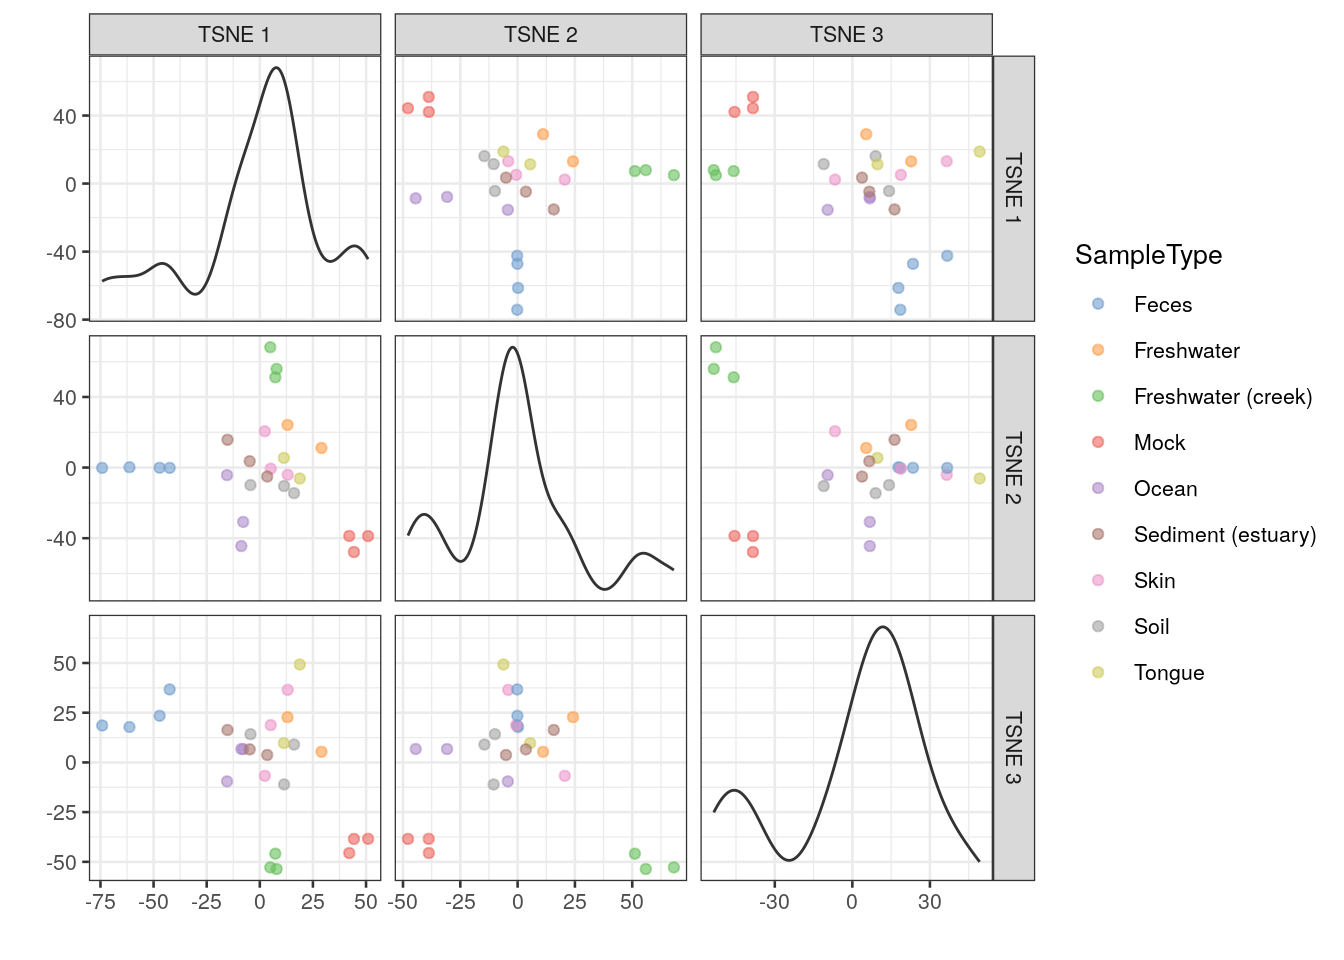 TSNE 1 TSNE 2 TSNE 3
40
0
-40
-80
TSNE 1
40
0
-40
TSNE 2
50
25
0
-25
-50
TSNE 3
-75 -50 -25 0 25 50 -50 -25 0 25 50 -30 0 30
SampleType
Feces
Freshwater
Freshwater (creek)
Mock
Ocean
Sediment (estuary)
Skin
Soil
Tongue